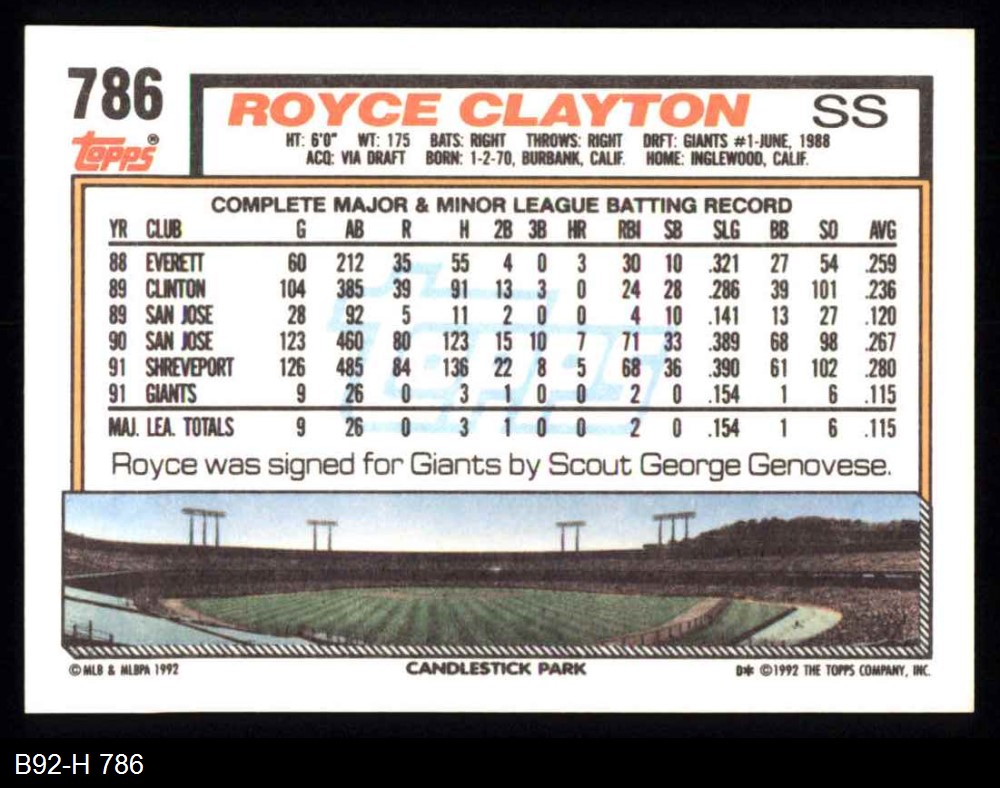 786
Topps®
ROYCE CLAYTON SS
HT: 6'0" WT: 175 BATS: RIGHT THROWS: RIGHT DRFT: GIANTS #1-JUNE, 1988
ACQ: VIA DRAFT BORN: 1-2-70, BURBANK, CALIF. HOME: INGLEWOOD, CALIF.
COMPLETE MAJOR & MINOR LEAGUE BATTING RECORD
YR CLUB G AB R H 2B 3B HR RBI SB SLG BB SO AVG
88 EVERETT 60 212 35 55 4 0 3 30 10 .321 27 54 .259
89 CLINTON 104 385 39 91 13 3 0 24 28 .286 39 101 .236
89 SAN JOSE 28 92 5 11 2 0 0 4 10 .141 13 27 .120
90 SAN JOSE 123 460 80 123 15 10 7 71 33 .389 68 98 .267
91 SHREVEPORT 126 485 84 136 22 8 5 68 36 .390 61 102 .280
91 GIANTS 9 26 0 3 1 0 0 2 0 .154 1 6 .115
MAJ. LEA. TOTALS 9 26 0 3 1 0 0 2 0 .154 1 6 .115
Topps
Royce was signed for Giants by Scout George Genovese.
© MLB & MLBPA 1992 CANDLESTICK PARK D* © 1992 THE TOPPS COMPANY, INC.
B92-H 786